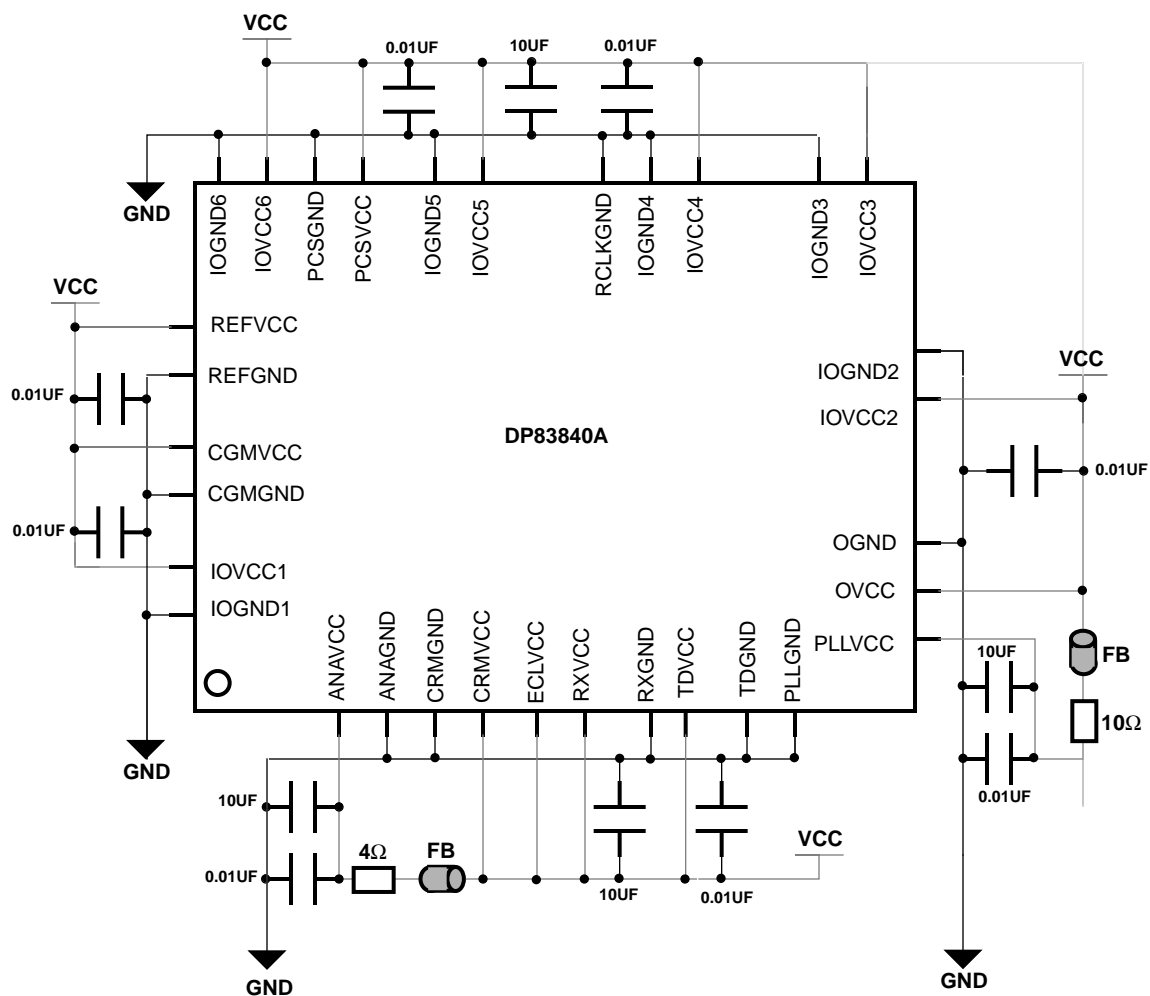 VCC
0.01UF
10UF
0.01UF
GND
IOGND6
IOVCC6
PCSGND
PCSVCC
IOGND5
IOVCC5
RCLKGND
IOGND4
IOVCC4
IOGND3
IOVCC3
VCC
REFVCC
REFGND
0.01UF
CGMVCC
CGMGND
0.01UF
IOVCC1
IOGND1
GND
DP83840A
VCC
IOGND2
IOVCC2
0.01UF
OGND
OVCC
PLLVCC
10UF
FB
10Ω
0.01UF
GND
ANAVCC
ANAGND
CRMGND
CRMVCC
ECLVCC
RXVCC
RXGND
TDVCC
TDGND
PLLGND
10UF
0.01UF
4Ω
FB
10UF
0.01UF
VCC
GND